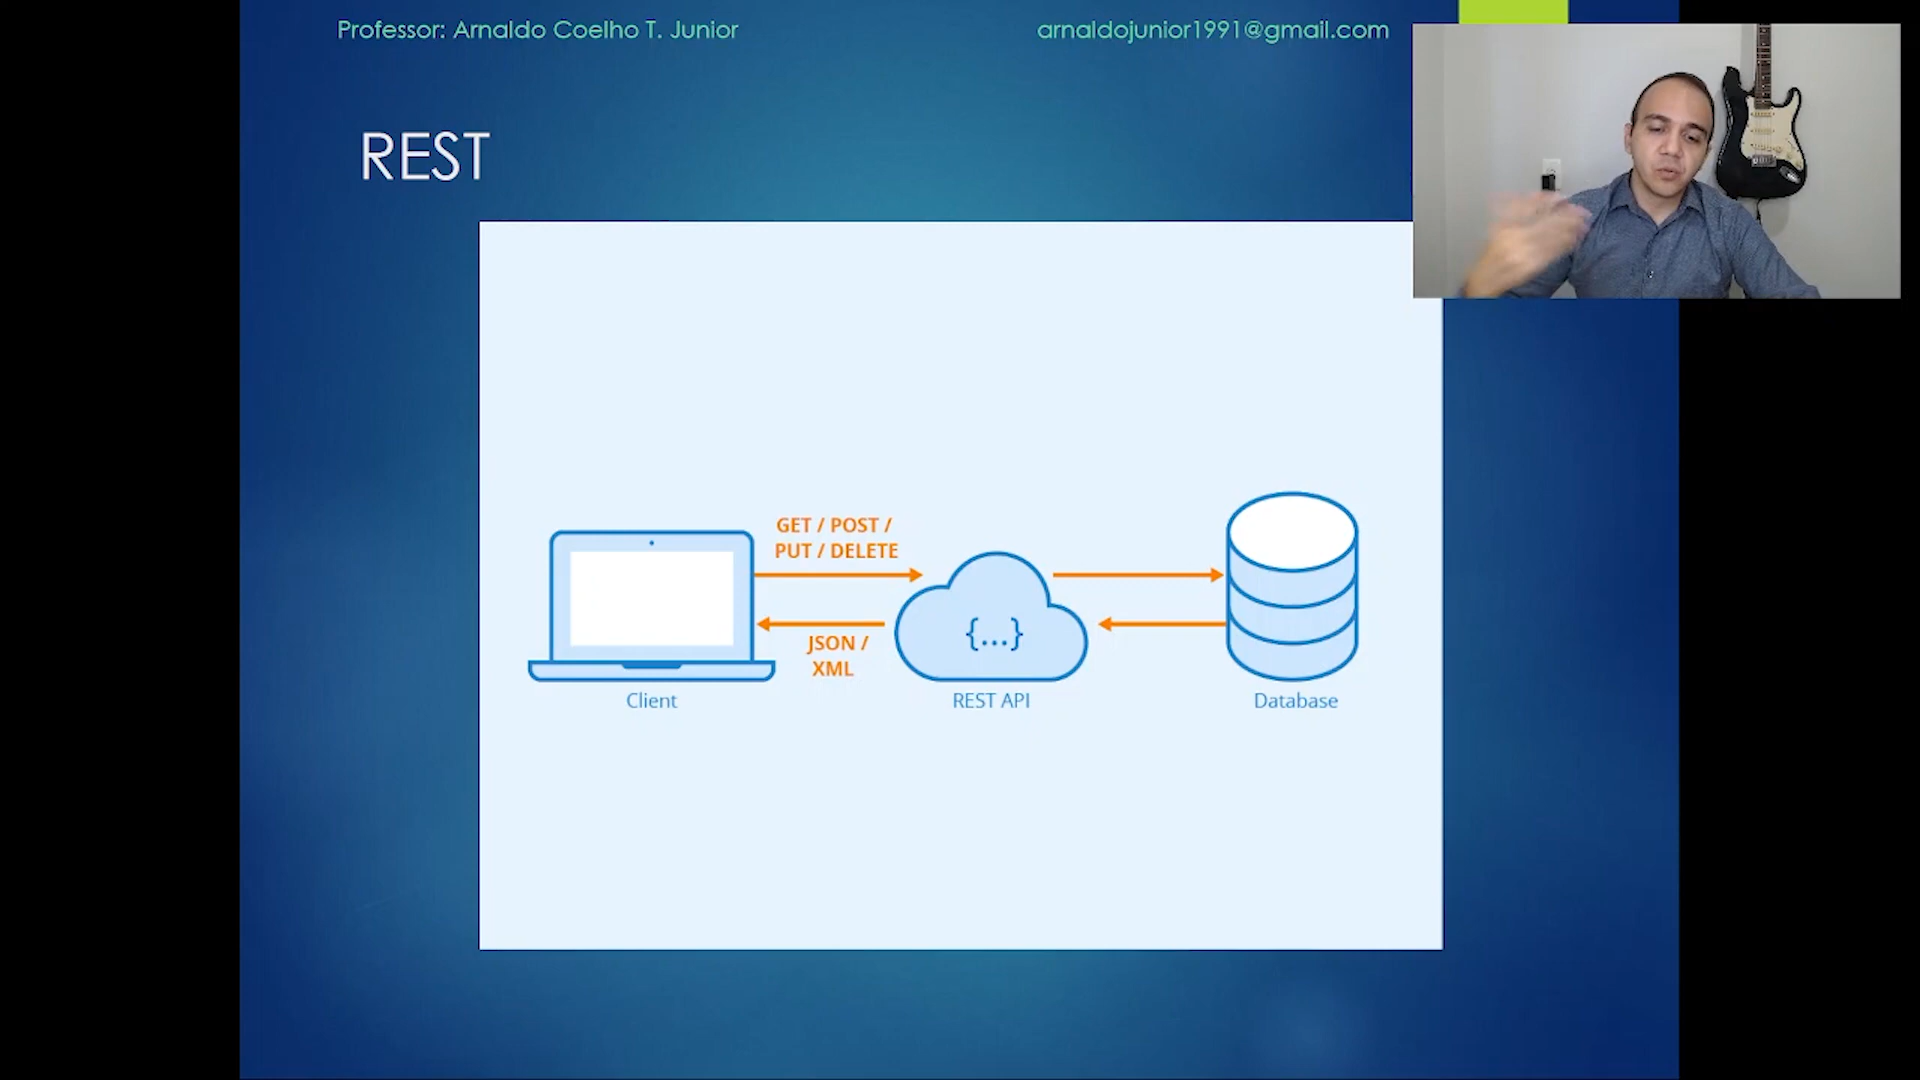 Professor: Arnaldo Coelho T. Junior
arnaldojunior1991@gmail.com
REST
GET / POST /
PUT / DELETE
{...}
JSON /
XML
Client
REST API
Database